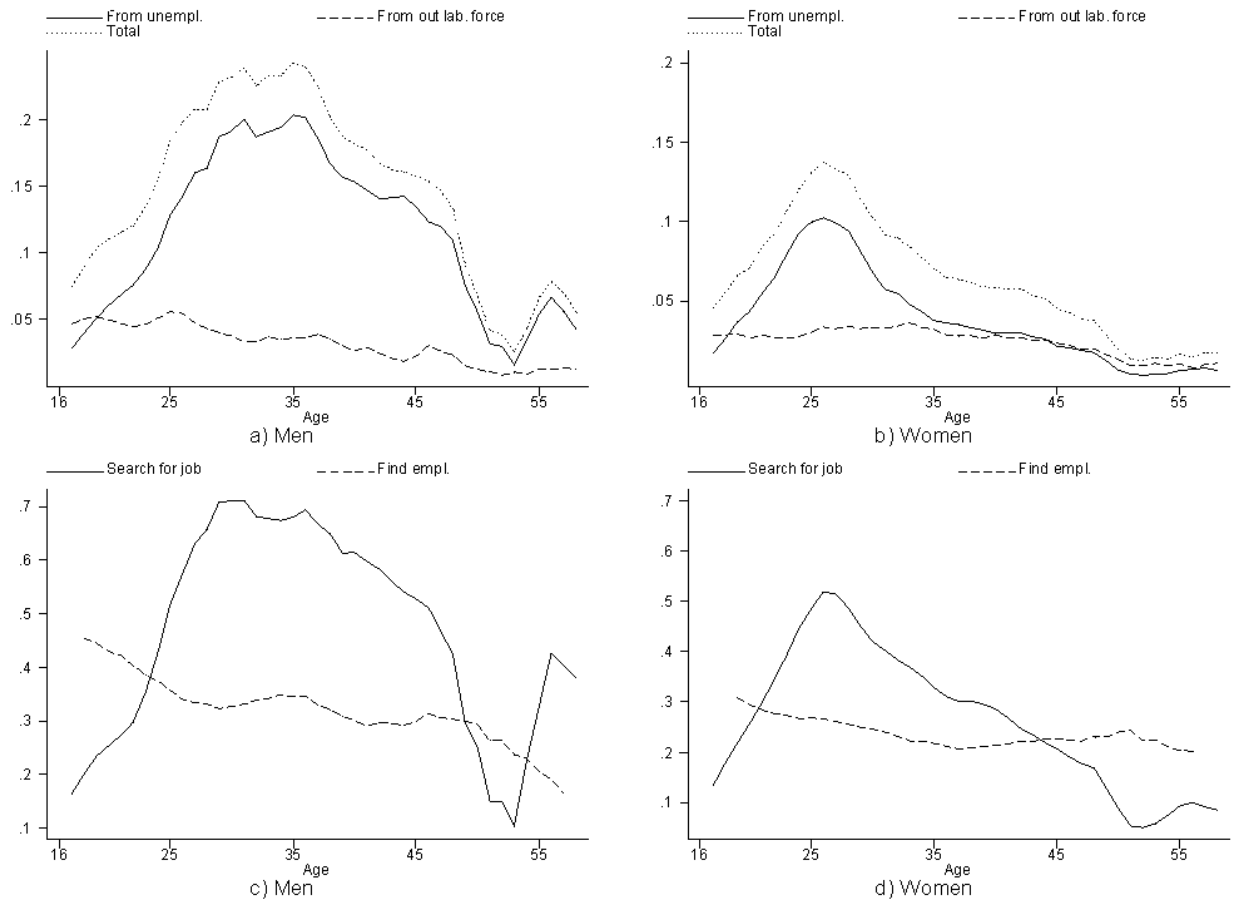 From unempl. From out lab. force
Total
.2
.15
.1
.05
16 25 35 45 55
Age
a) Men
From unempl. From out lab. force
Total
.2
.15
.1
.05
16 25 35 45 55
Age
b) Women
Search for job Find empl.
.7
.6
.5
.4
.3
.2
.1
16 25 35 45 55
Age
c) Men
Search for job Find empl.
.7
.6
.5
.4
.3
.2
.1
16 25 35 45 55
Age
d) Women